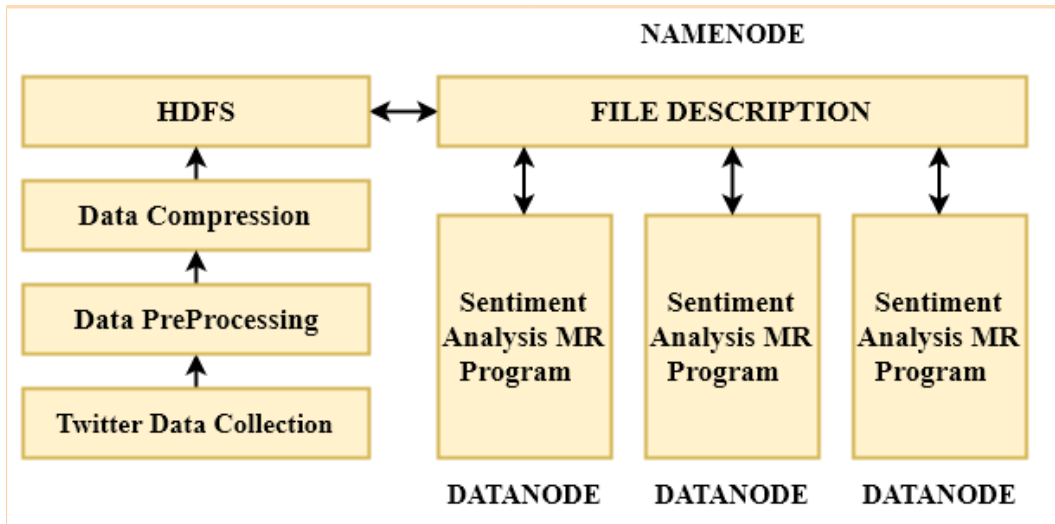 NAMENODE
HDFS
FILE DESCRIPTION
Data Compression
Data PreProcessing
Twitter Data Collection
Sentiment
Analysis MR
Program
Sentiment
Analysis MR
Program
Sentiment
Analysis MR
Program
DATANODE
DATANODE
DATANODE